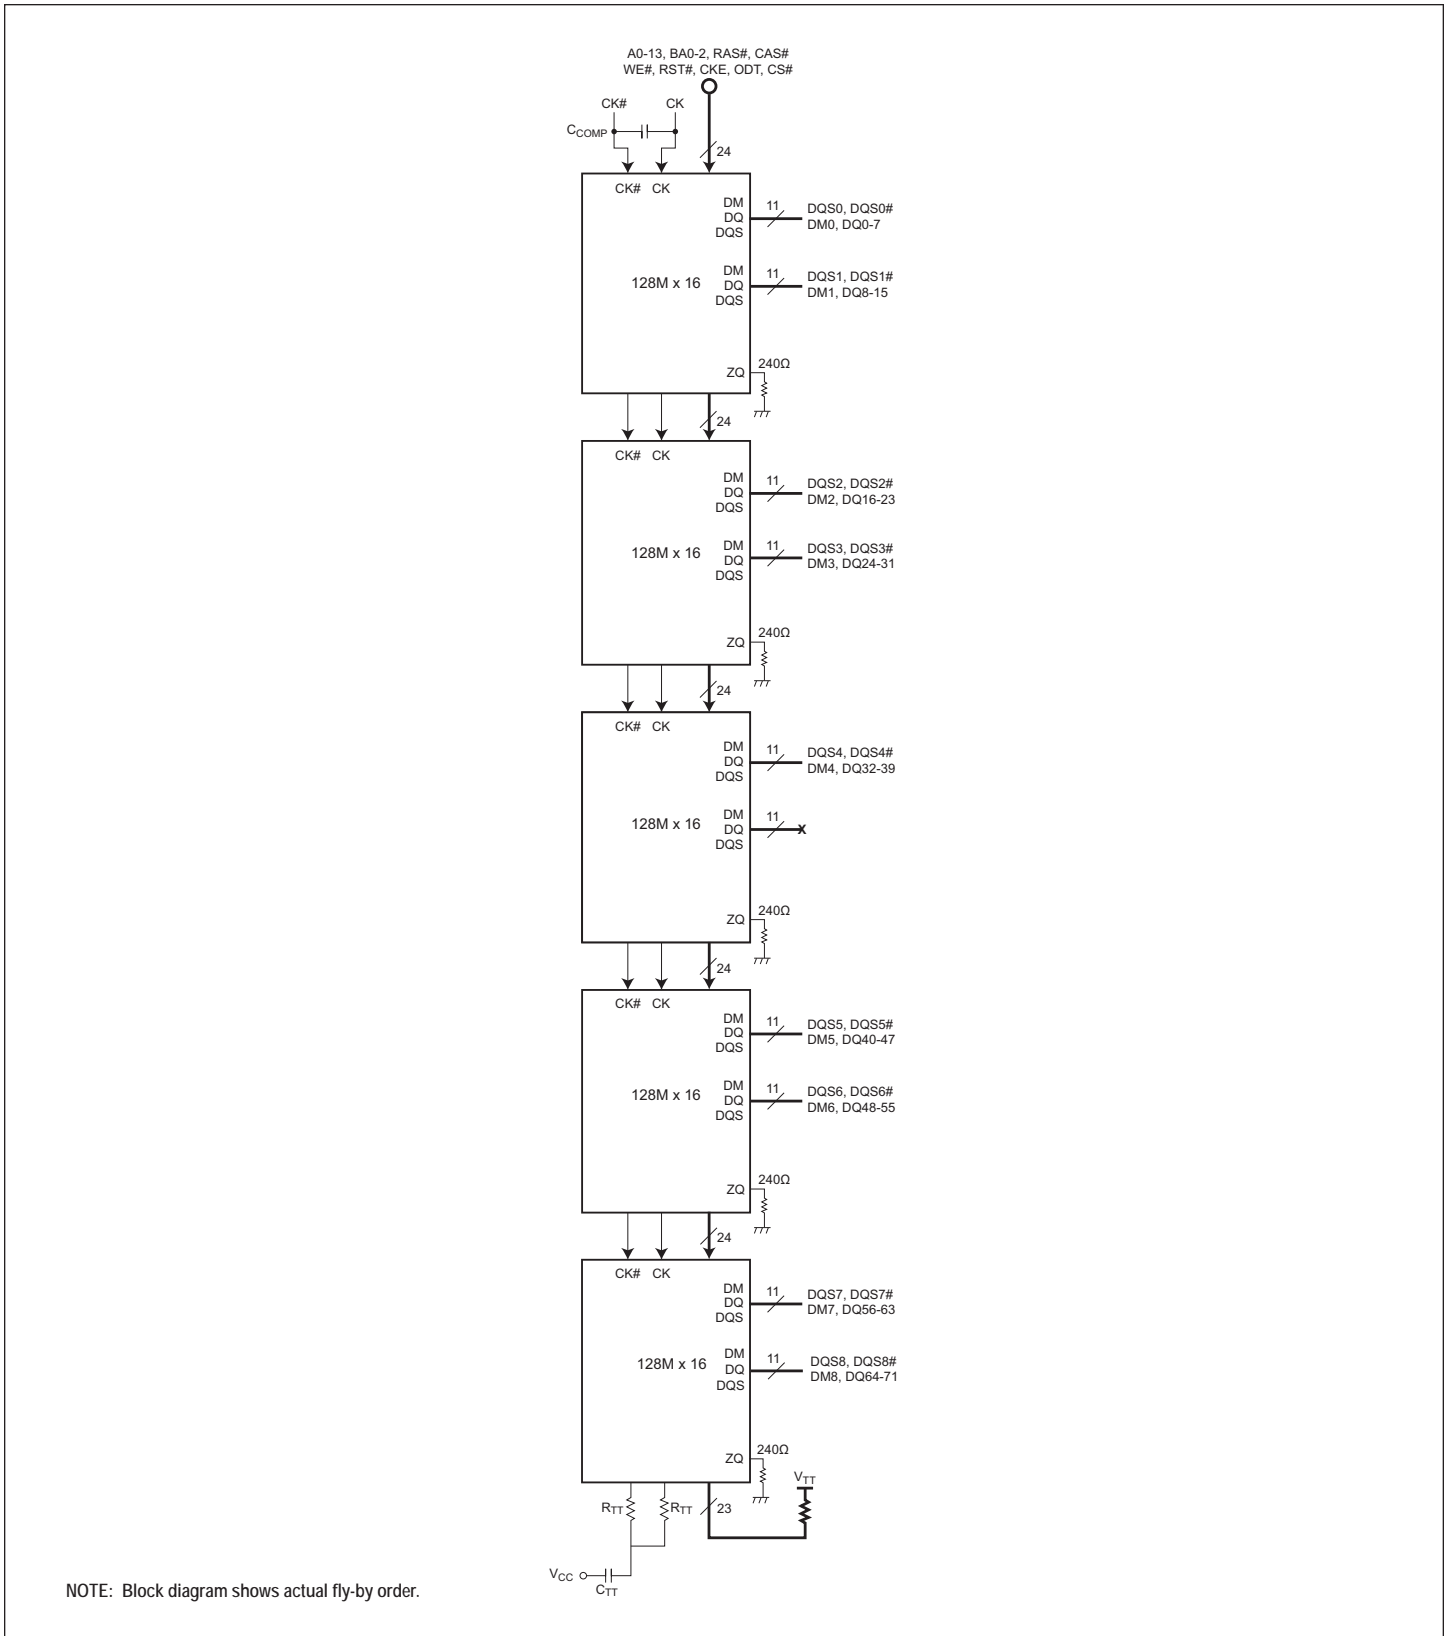 A0-13, BA0-2, RAS#, CAS#
WE#, RST#, CKE, ODT, CS#
CK# CK
CCOMP
24
CK# CK
DM
DQ
DQS
11
DQS0, DQS0#
DM0, DQ0-7
128M x 16
DM
DQ
DQS
11
DQS1, DQS1#
DM1, DQ8-15
ZQ
240Ω
24
CK# CK
DM
DQ
DQS
11
DQS2, DQS2#
DM2, DQ16-23
128M x 16
DM
DQ
DQS
11
DQS3, DQS3#
DM3, DQ24-31
ZQ
240Ω
24
CK# CK
DM
DQ
DQS
11
DQS4, DQS4#
DM4, DQ32-39
128M x 16
DM
DQ
DQS
11
x
ZQ
240Ω
24
CK# CK
DM
DQ
DQS
11
DQS5, DQS5#
DM5, DQ40-47
128M x 16
DM
DQ
DQS
11
DQS6, DQS6#
DM6, DQ48-55
ZQ
240Ω
24
CK# CK
DM
DQ
DQS
11
DQS7, DQS7#
DM7, DQ56-63
128M x 16
DM
DQ
DQS
11
DQS8, DQS8#
DM8, DQ64-71
ZQ
240Ω
VTT
RTT
RTT
23
VCC
CTT
NOTE: Block diagram shows actual fly-by order.